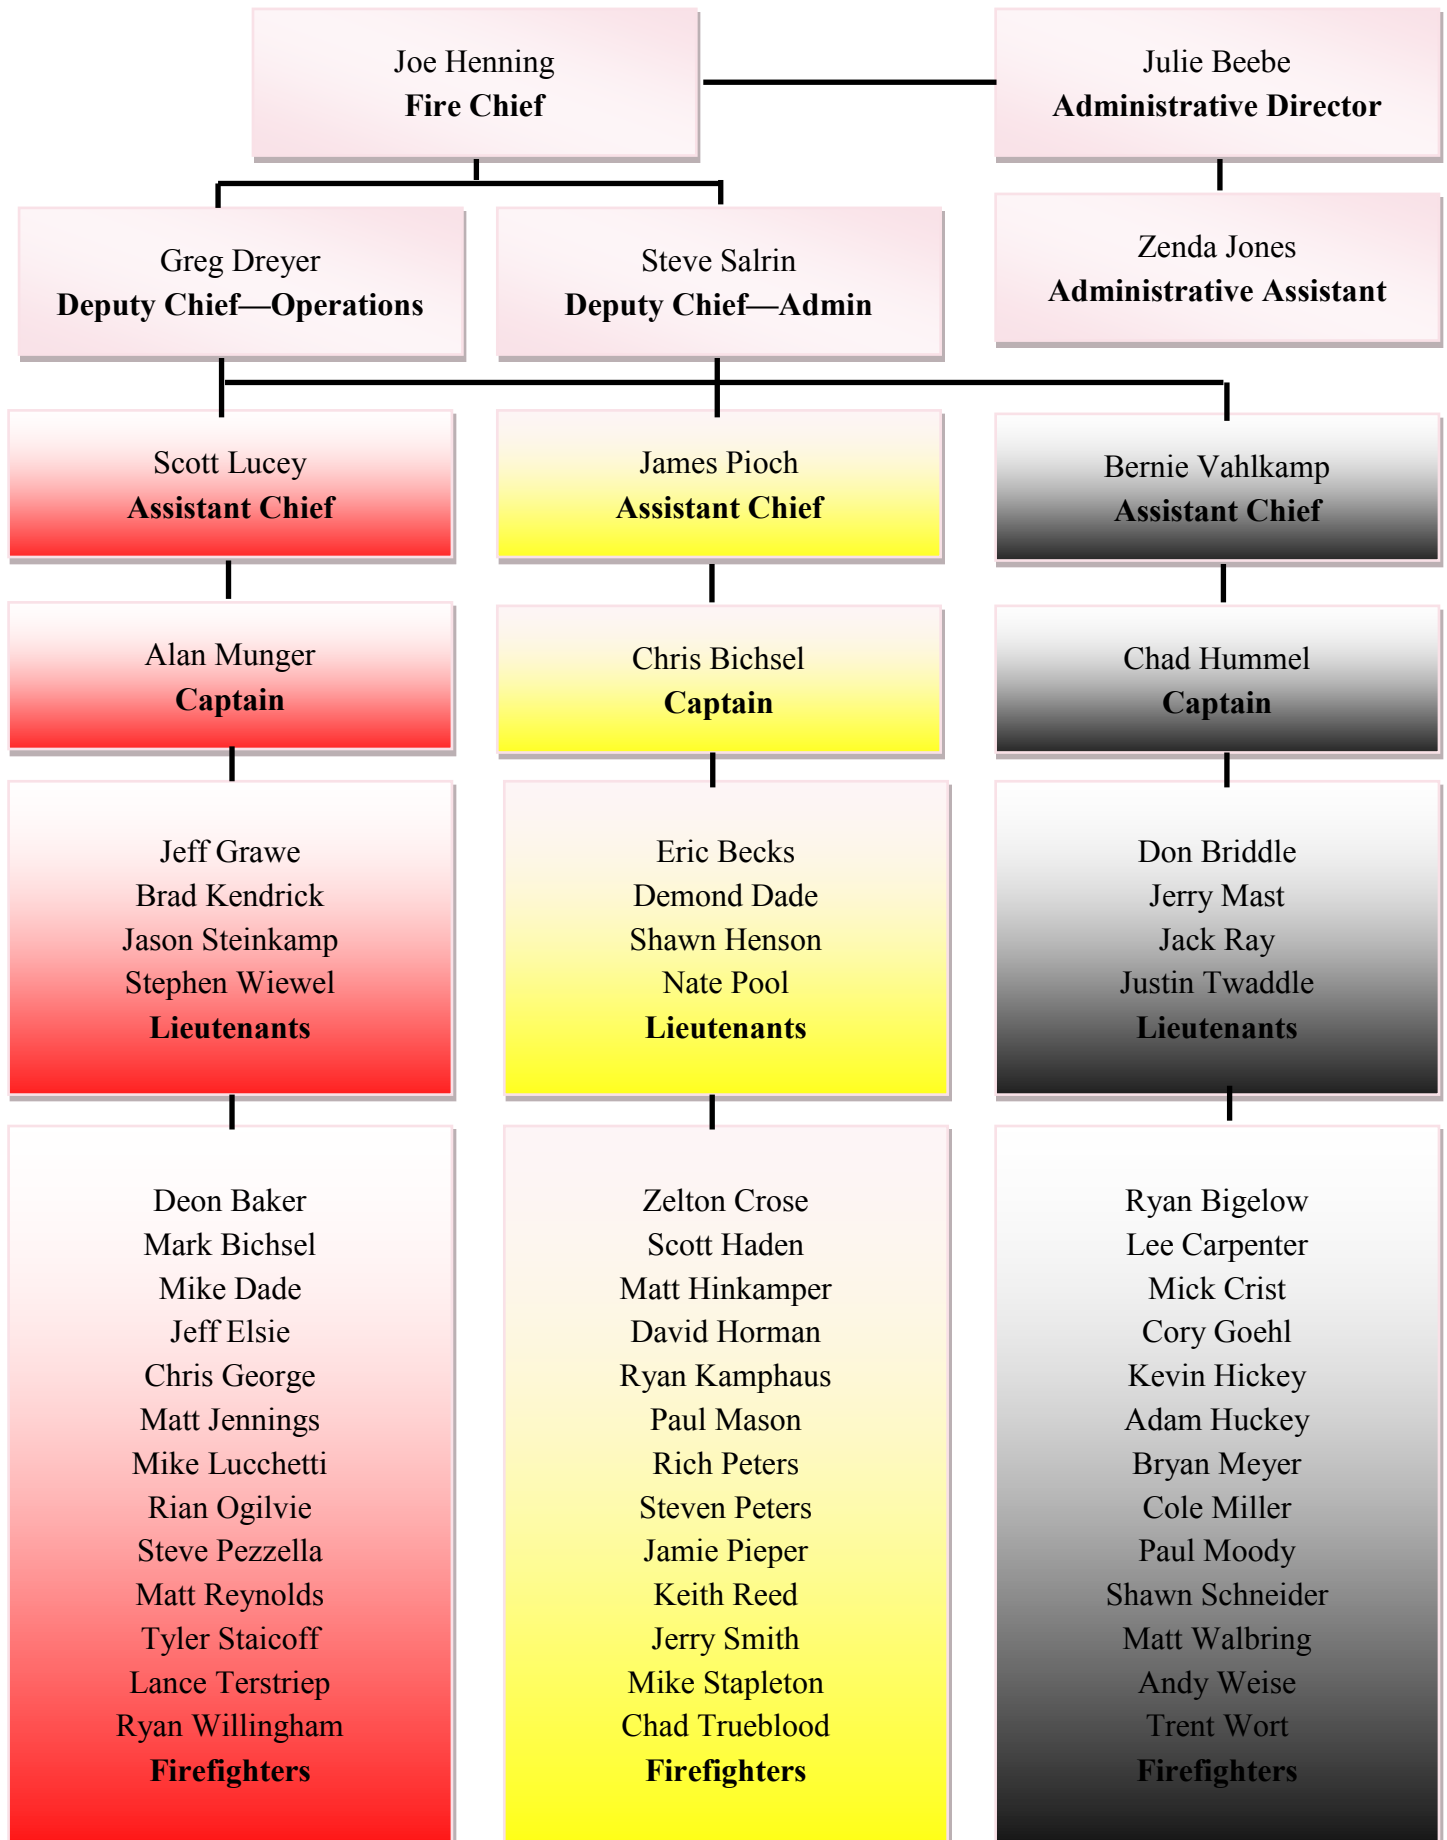 Joe Henning
Fire Chief
Julie Beebe
Administrative Director
Greg Dreyer
Deputy Chief—Operations
Steve Salrin
Deputy Chief—Admin
Zenda Jones
Administrative Assistant
Scott Lucey
Assistant Chief
James Pioch
Assistant Chief
Bernie Vahlkamp
Assistant Chief
Alan Munger
Captain
Chris Bichsel
Captain
Chad Hummel
Captain
Jeff Grawe
Brad Kendrick
Jason Steinkamp
Stephen Wiewel
Lieutenants
Eric Becks
Demond Dade
Shawn Henson
Nate Pool
Lieutenants
Don Briddle
Jerry Mast
Jack Ray
Justin Twaddle
Lieutenants
Deon Baker
Mark Bichsel
Mike Dade
Jeff Elsie
Chris George
Matt Jennings
Mike Lucchetti
Rian Ogilvie
Steve Pezzella
Matt Reynolds
Tyler Staicoff
Lance Terstriep
Ryan Willingham
Firefighters
Zelton Crose
Scott Haden
Matt Hinkamper
David Horman
Ryan Kamphaus
Paul Mason
Rich Peters
Steven Peters
Jamie Pieper
Keith Reed
Jerry Smith
Mike Stapleton
Chad Trueblood
Firefighters
Ryan Bigelow
Lee Carpenter
Mick Crist
Cory Goehl
Kevin Hickey
Adam Huckey
Bryan Meyer
Cole Miller
Paul Moody
Shawn Schneider
Matt Walbring
Andy Weise
Trent Wort
Firefighters